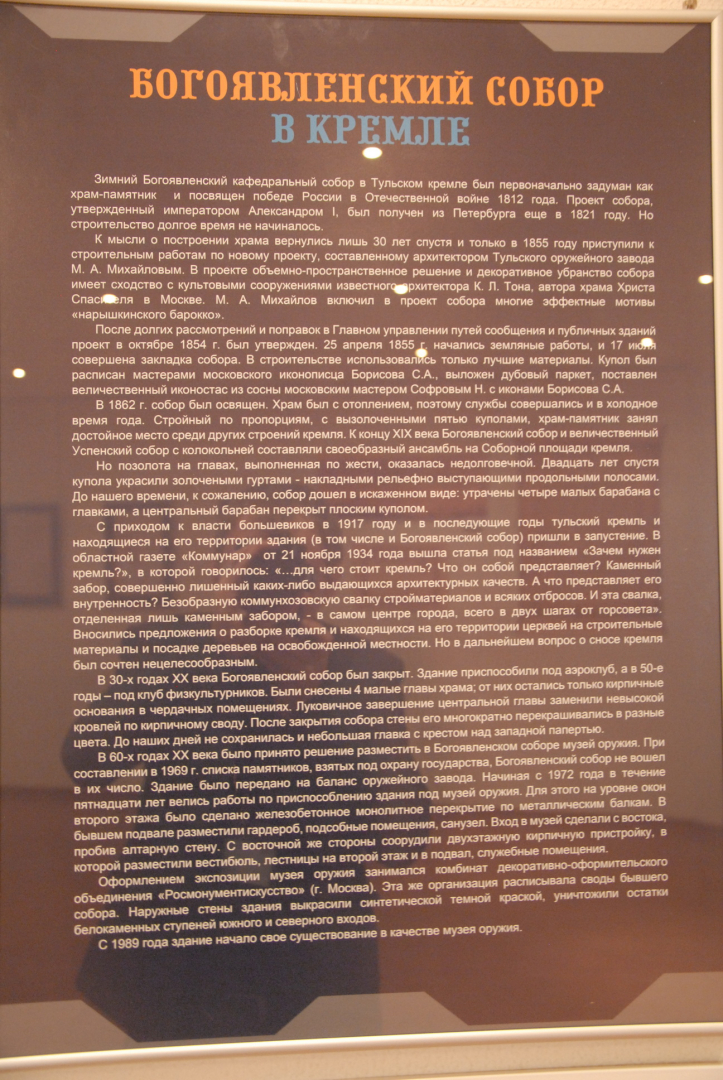 БОГОЯВЛЕНСКИЙ СОБОР
В КРЕМЛЕ
Зимний Богоявленский кафедральный собор в Тульском кремле был первоначально задуман как
храм-памятник и посвящен победе России в Отечественной войне 1812 года. Проект собора,
утвержденный императором Александром I, был получен из Петербурга еще в 1821 году. Но
строительство долгое время не начиналось.
К мысли о построении храма вернулись лишь 30 лет спустя и только в 1855 году приступили к
строительным работам по новому проекту, составленному архитектором Тульского оружейного завода
М. А. Михайловым. В проекте объемно-пространственное решение и декоративное убранство собора
имеет сходство с культовыми сооружениями известного архитектора К. Л. Тона, автора храма Христа
Спасителя в Москве. М. А. Михайлов включил в проект собора многие эффектные мотивы
«нарышкинского барокко».
После долгих рассмотрений и поправок в Главном управлении путей сообщения и публичных зданий
проект в октябре 1854 г. был утвержден. 25 апреля 1855 г. начались земляные работы, и 17 июля
совершена закладка собора. В строительстве использовались только лучшие материалы. Купол был
расписан мастерами московского иконописца Борисова С.А., выложен дубовый паркет, поставлен
величественный иконостас из сосны московским мастером Софровым Н. с иконами Борисова С.А.
В 1862 г. собор был освящен. Храм был с отоплением, поэтому службы совершались и в холодное
время года. Стройный по пропорциям, с вызолоченными пятью куполами, храм-памятник занял
достойное место среди других строений кремля. К концу XIX века Богоявленский собор и величественный
Успенский собор с колокольней составляли своеобразный ансамбль на Соборной площади кремля.
Но позолота на главах, выполненная по жести, оказалась недолговечной. Двадцать лет спустя
купола украсили золочеными гуртами - накладными рельефно выступающими продольными полосами.
До нашего времени, к сожалению, собор дошел в искаженном виде: утрачены четыре малых барабана с
главками, а центральный барабан перекрыт плоским куполом.
С приходом к власти большевиков в 1917 году и в последующие годы тульский кремль и
находящиеся на его территории здания (в том числе и Богоявленский собор) пришли в запустение. В
областной газете «Коммунар» от 21 ноября 1934 года вышла статья под названием «Зачем нужен
кремль?», в которой говорилось: «…для чего стоит кремль? Что он собой представляет? Каменный
забор, совершенно лишенный каких-либо выдающихся архитектурных качеств. А что представляет его
внутренность? Безобразную коммунхозовскую свалку стройматериалов и всяких отбросов. И эта свалка,
отделенная лишь каменным забором, - в самом центре города, всего в двух шагах от горсовета».
Вносились предложения о разборке кремля и находящихся на его территории церквей на строительные
материалы и посадке деревьев на освобожденной местности. Но в дальнейшем вопрос о сносе кремля
был сочтен нецелесообразным.
В 30-х годах XX века Богоявленский собор был закрыт. Здание приспособили под аэроклуб, а в 50-е
годы – под клуб физкультурников. Были снесены 4 малые главы храма; от них остались только кирпичные
основания в чердачных помещениях. Луковичное завершение центральной главы заменили невысокой
кровлей по кирпичному своду. После закрытия собора стены его многократно перекрашивались в разные
цвета. До наших дней не сохранилась и небольшая главка с крестом над западной папертью.
В 60-х годах XX века было принято решение разместить в Богоявленском соборе музей оружия. При
составлении в 1969 г. списка памятников, взятых под охрану государства, Богоявленский собор не вошел
в их число. Здание было передано на баланс оружейного завода. Начиная с 1972 года в течение
пятнадцати лет велись работы по приспособлению здания под музей оружия. Для этого на уровне окон
второго этажа было сделано железобетонное монолитное перекрытие по металлическим балкам. В
бывшем подвале разместили гардероб, подсобные помещения, санузел. Вход в музей сделали с востока,
пробив алтарную стену. С восточной же стороны соорудили двухэтажную кирпичную пристройку, в
которой разместили вестибюль, лестницы на второй этаж и в подвал, служебные помещения.
Оформлением экспозиции музея оружия занимался комбинат декоративно-оформительского
объединения «Росмонументискусство» (г. Москва). Эта же организация расписывала своды бывшего
собора. Наружные стены здания выкрасили синтетической темной краской, уничтожили остатки
белокаменных ступеней южного и северного входов.
С 1989 года здание начало свое существование в качестве музея оружия.